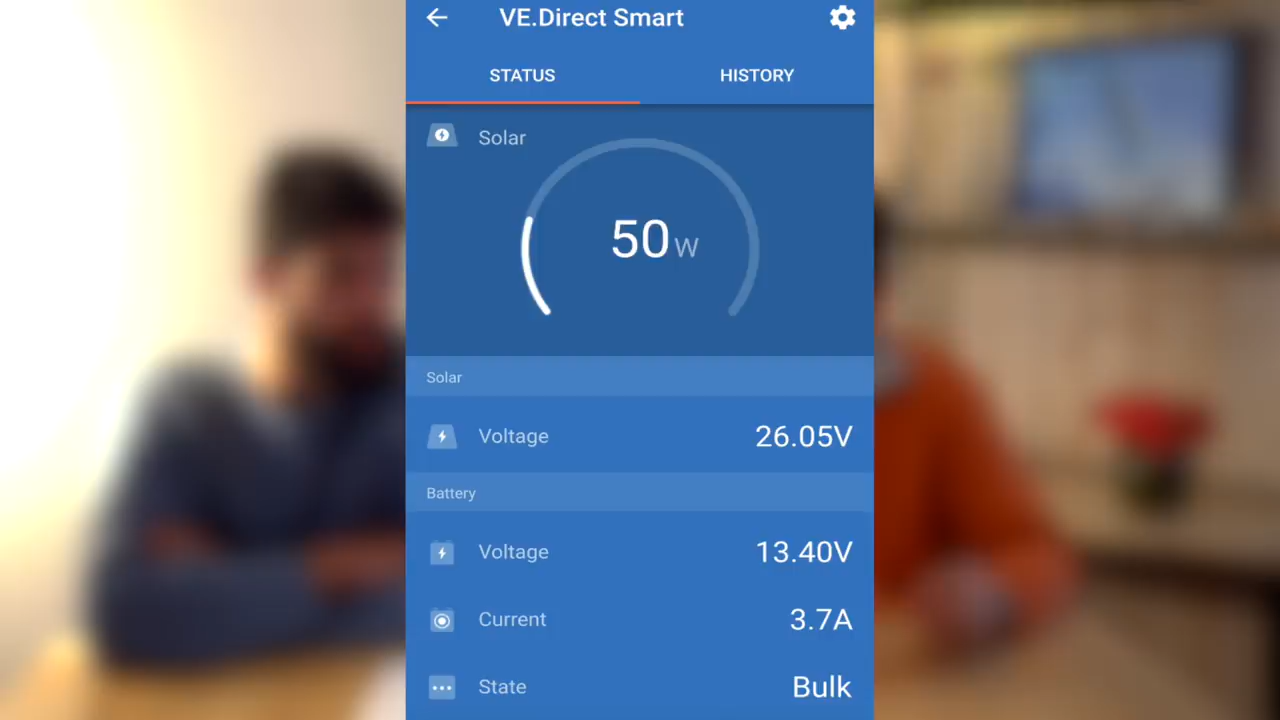 VE.Direct Smart
STATUS HISTORY
Solar
50W
Solar
Voltage 26.05V
Battery
Voltage 13.40V
Current 3.7A
State Bulk